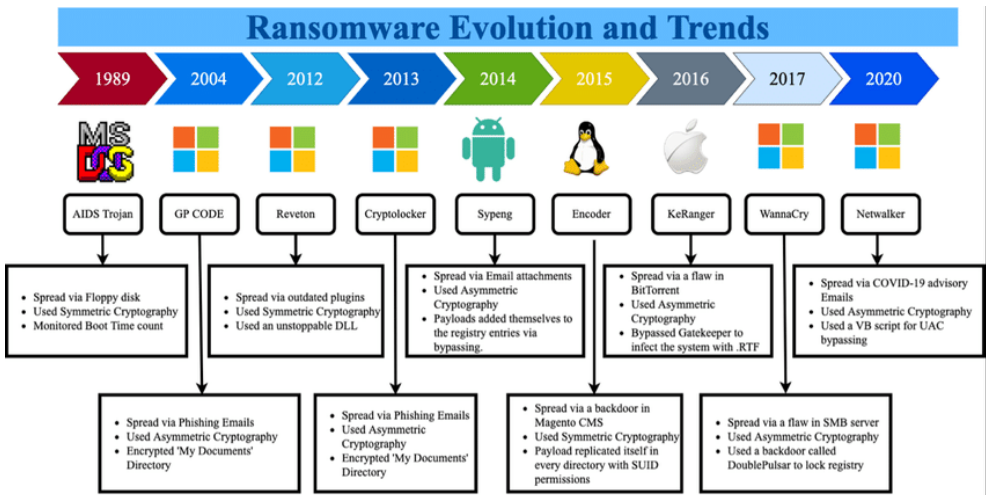 Ransomware Evolution and Trends
1989
2004
2012
2013
2014
2015
2016
2017
2020
MS
DOS
AIDS Trojan
GP CODE
Reveton
Cryptolocker
Sypeng
Encoder
KeRanger
WannaCry
Netwalker
• Spread via Floppy disk
• Used Symmetric Cryptography
• Monitored Boot Time count
• Spread via outdated plugins
• Used Symmetric Cryptography
• Used an unstoppable DLL
• Spread via Email attachments
• Used Asymmetric
Cryptography
• Payloads added themselves to
the registry entries via
bypassing.
• Spread via a flaw in
BitTorrent
• Used Asymmetric
Cryptography
• Bypassed Gatekeeper to
infect the system with .RTF
• Spread via COVID-19 advisory
Emails
• Used Asymmetric Cryptography
• Used a VB script for UAC
bypassing
• Spread via Phishing Emails
• Used Asymmetric Cryptography
• Encrypted 'My Documents'
Directory
• Spread via Phishing Emails
• Used Asymmetric
Cryptography
• Encrypted 'My Documents'
Directory
• Spread via a backdoor in
Magento CMS
• Used Symmetric Cryptography
• Payload replicated itself in
every directory with SUID
permissions
• Spread via a flaw in SMB server
• Used Asymmetric Cryptography
• Used a backdoor called
DoublePulsar to lock registry